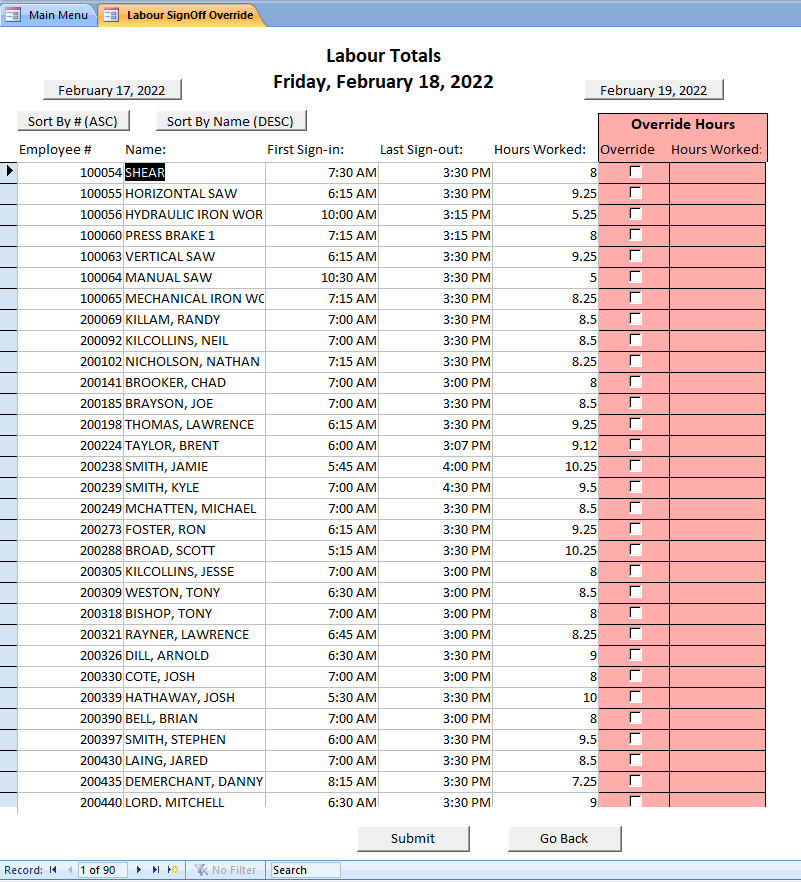 Main Menu Labour SignOff Override
Labour Totals
Friday, February 18, 2022
February 17, 2022 February 19, 2022
Sort By # (ASC) Sort By Name (DESC)
Override Hours
Employee # Name: First Sign-in: Last Sign-out: Hours Worked: Override Hours Worked:
100054 SHEAR 7:30 AM 3:30 PM 8
100055 HORIZONTAL SAW 6:15 AM 3:30 PM 9.25
100056 HYDRAULIC IRON WOR 10:00 AM 3:15 PM 5.25
100060 PRESS BRAKE 1 7:15 AM 3:15 PM 8
100063 VERTICAL SAW 6:15 AM 3:30 PM 9.25
100064 MANUAL SAW 10:30 AM 3:30 PM 5
100065 MECHANICAL IRON WO 7:15 AM 3:30 PM 8.25
200069 KILLAM, RANDY 7:00 AM 3:30 PM 8.5
200092 KILCOLLINS, NEIL 7:00 AM 3:30 PM 8.5
200102 NICHOLSON, NATHAN 7:15 AM 3:30 PM 8.25
200141 BROOKER, CHAD 7:00 AM 3:00 PM 8
200185 BRAYSON, JOE 7:00 AM 3:30 PM 8.5
200198 THOMAS, LAWRENCE 6:15 AM 3:30 PM 9.25
200224 TAYLOR, BRENT 6:00 AM 3:07 PM 9.12
200238 SMITH, JAMIE 5:45 AM 4:00 PM 10.25
200239 SMITH, KYLE 7:00 AM 4:30 PM 9.5
200249 MCHATTEN, MICHAEL 7:00 AM 3:30 PM 8.5
200273 FOSTER, RON 6:15 AM 3:30 PM 9.25
200288 BROAD, SCOTT 5:15 AM 3:30 PM 10.25
200305 KILCOLLINS, JESSE 7:00 AM 3:00 PM 8
200309 WESTON, TONY 6:30 AM 3:00 PM 8.5
200318 BISHOP, TONY 7:00 AM 3:00 PM 8
200321 RAYNER, LAWRENCE 6:45 AM 3:00 PM 8.25
200326 DILL, ARNOLD 6:30 AM 3:30 PM 9
200330 COTE, JOSH 7:00 AM 3:00 PM 8
200339 HATHAWAY, JOSH 5:30 AM 3:30 PM 10
200390 BELL, BRIAN 7:00 AM 3:00 PM 8
200397 SMITH, STEPHEN 6:00 AM 3:30 PM 9.5
200430 LAING, JARED 7:00 AM 3:30 PM 8.5
200435 DEMERCHANT, DANNY 8:15 AM 3:30 PM 7.25
200440 LORD, MITCHELL 6:30 AM 3:30 PM 9
Submit Go Back
Record: 1 of 90 No Filter Search